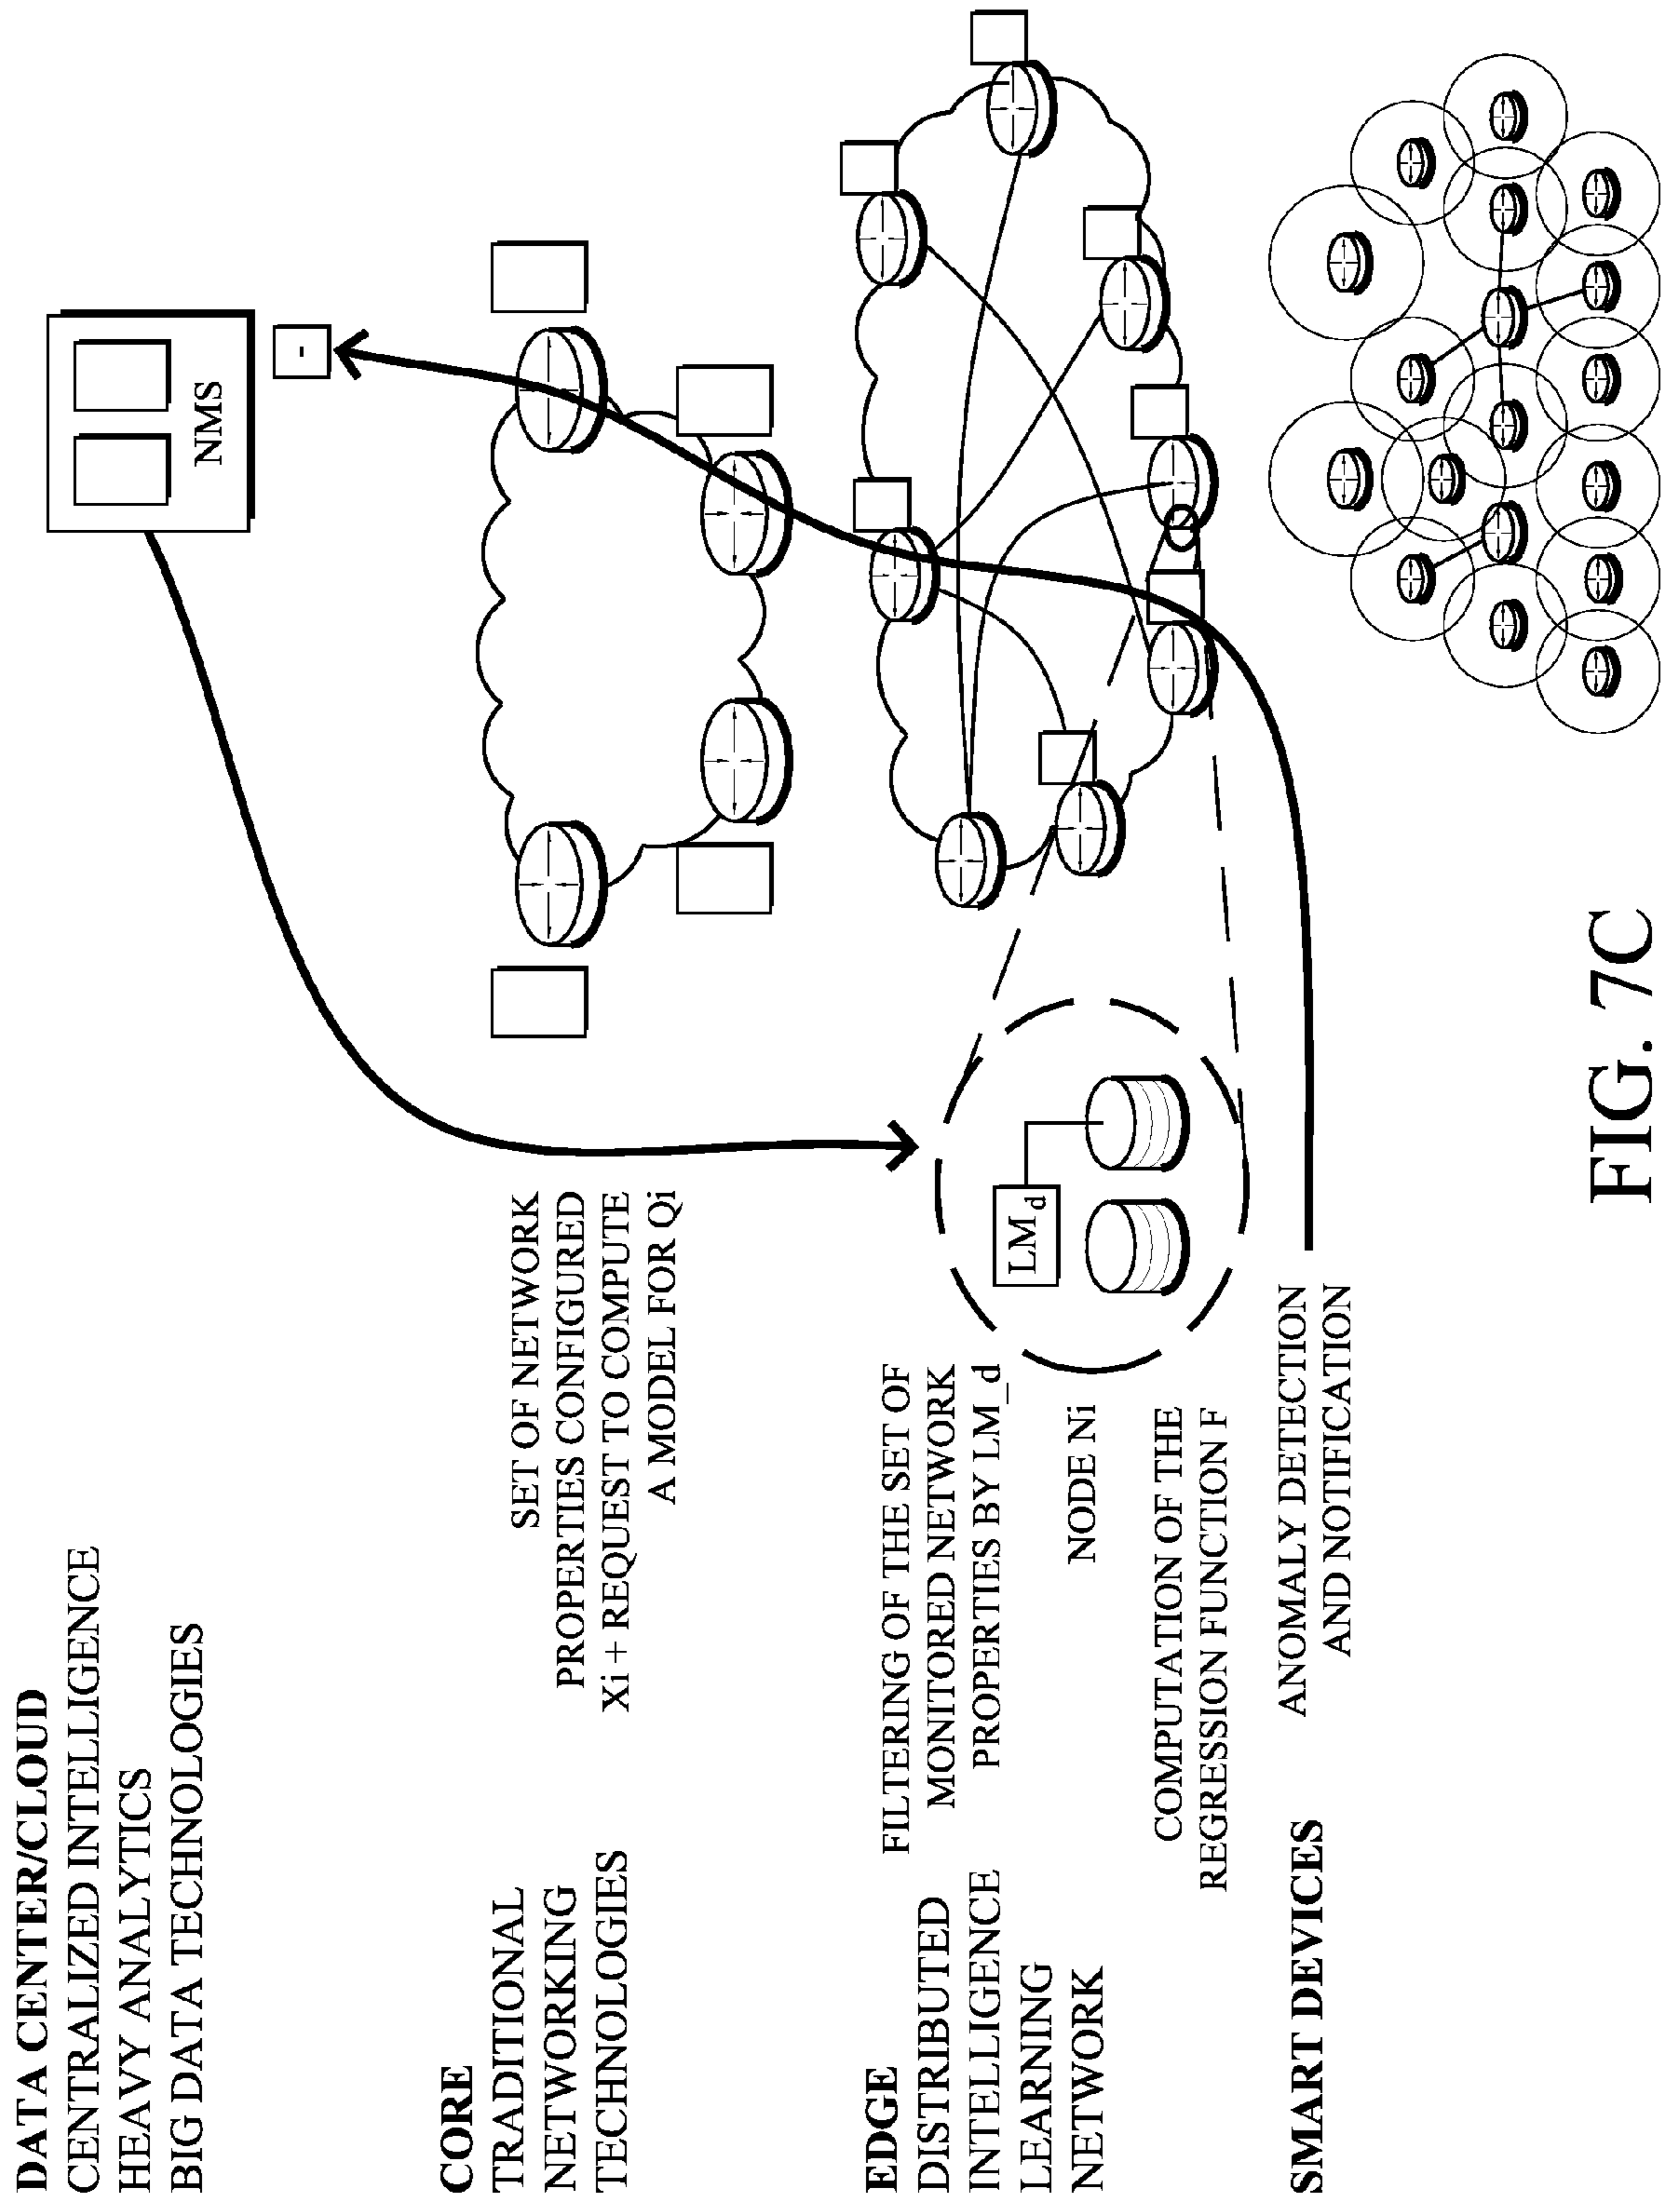 DATA CENTER/CLOUD
CENTRALIZED INTELLIGENCE
HEAVY ANALYTICS
BIG DATA TECHNOLOGIES
NMS
-
CORE
TRADITIONAL
NETWORKING
TECHNOLOGIES
SET OF NETWORK
PROPERTIES CONFIGURED
Xi + REQUEST TO COMPUTE
A MODEL FOR Qi
EDGE
DISTRIBUTED
INTELLIGENCE
LEARNING
NETWORK
FILTERING OF THE SET OF
MONITORED NETWORK
PROPERTIES BY LM_d
NODE Ni
COMPUTATION OF THE
REGRESSION FUNCTION F
LM d
SMART DEVICES
ANOMALY DETECTION
AND NOTIFICATION
FIG. 7C